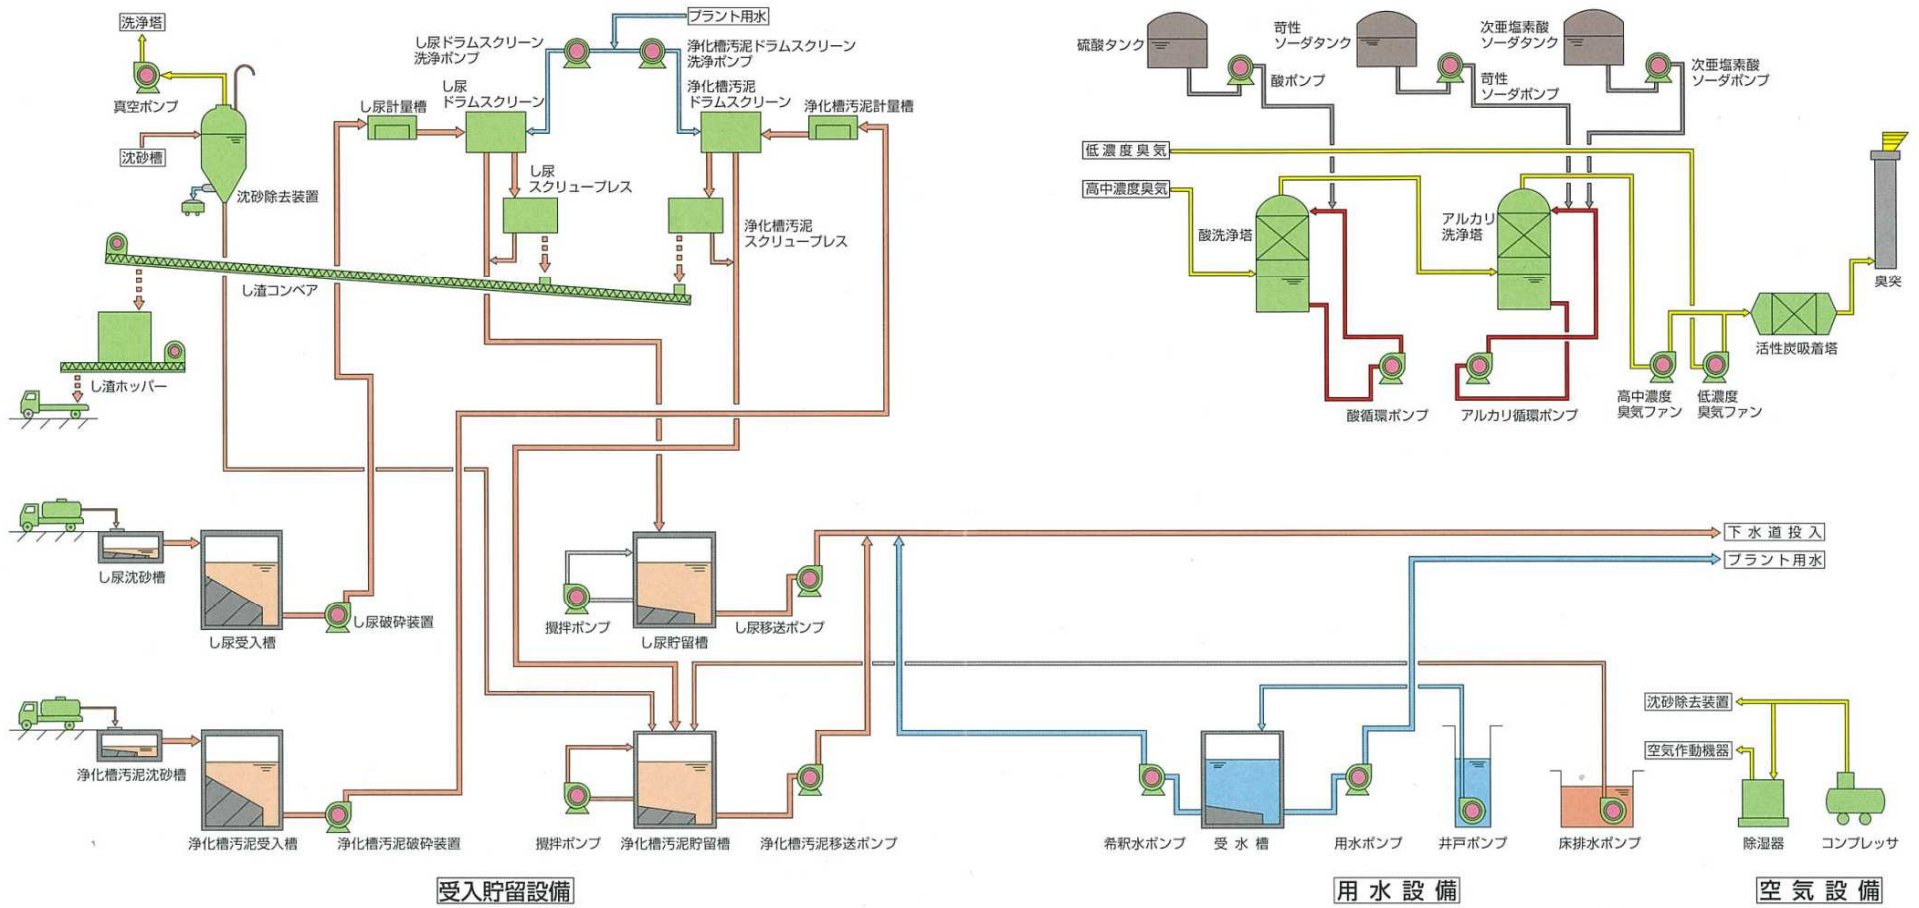 洗浄塔
プラント用水
し尿ドラムスクリーン
洗浄ポンプ
浄化槽汚泥ドラムスクリーン
洗浄ポンプ
真空ポンプ
し尿計量槽
し尿
ドラムスクリーン
浄化槽汚泥
ドラムスクリーン
浄化槽汚泥計量槽
沈砂槽
沈砂除去装置
し尿
スクリュープレス
浄化槽汚泥
スクリュープレス
し渣コンベア
し渣ホッパー
硫酸タンク
酸ポンプ
苛性
ソーダタンク
苛性
ソーダポンプ
次亜塩素酸
ソーダタンク
次亜塩素酸
ソーダポンプ
低濃度臭気
高中濃度臭気
酸洗浄塔
アルカリ
洗浄塔
臭突
活性炭吸着塔
酸循環ポンプ
アルカリ循環ポンプ
高中濃度
臭気ファン
低濃度
臭気ファン
し尿沈砂槽
し尿受入槽
し尿破砕装置
攪拌ポンプ
し尿貯留槽
し尿移送ポンプ
下水道投入
プラント用水
浄化槽汚泥沈砂槽
浄化槽汚泥受入槽
浄化槽汚泥破砕装置
攪拌ポンプ
浄化槽汚泥貯留槽
浄化槽汚泥移送ポンプ
希釈水ポンプ
受水槽
用水ポンプ
井戸ポンプ
床排水ポンプ
沈砂除去装置
空気作動機器
除湿器
コンプレッサ
受入貯留設備
用水設備
空気設備